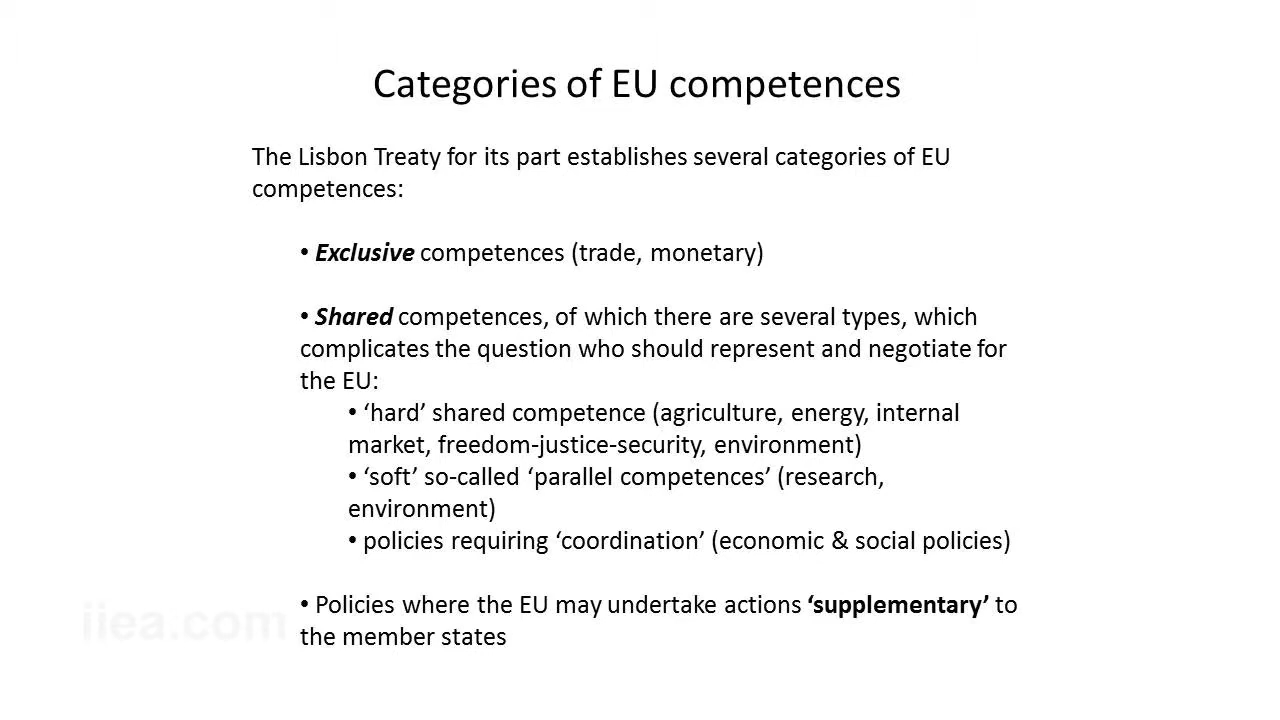 Categories of EU competences
The Lisbon Treaty for its part establishes several categories of EU
competences:
• Exclusive competences (trade, monetary)
• Shared competences, of which there are several types, which
complicates the question who should represent and negotiate for
the EU:
• ‘hard’ shared competence (agriculture, energy, internal
market, freedom-justice-security, environment)
• ‘soft’ so-called ‘parallel competences’ (research,
environment)
• policies requiring ‘coordination’ (economic & social policies)
• Policies where the EU may undertake actions ‘supplementary’ to
the member states
iiea.com